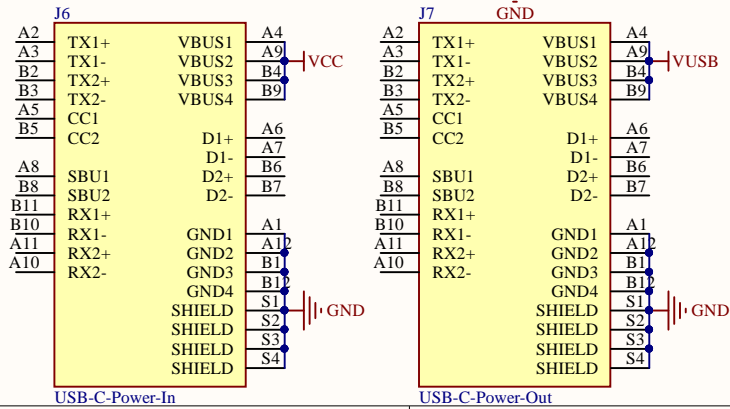 J6
A2 TX1+ VBUS1 A4
A3 TX1- VBUS2 A9 VCC
B2 TX2+ VBUS3 B4
B3 TX2- VBUS4 B9
A5 CC1
B5 CC2 D1+ A6
D1- A7
A8 SBU1 D2+ B6
B8 SBU2 D2- B7
B11 RX1+
B10 RX1- GND1 A1
A11 RX2+ GND2 A12
A10 RX2- GND3 B1
GND4 B12
SHIELD S1 GND
SHIELD S2
SHIELD S3
SHIELD S4
USB-C-Power-In
J7 GND
A2 TX1+ VBUS1 A4
A3 TX1- VBUS2 A9 VUSB
B2 TX2+ VBUS3 B4
B3 TX2- VBUS4 B9
A5 CC1
B5 CC2 D1+ A6
D1- A7
A8 SBU1 D2+ B6
B8 SBU2 D2- B7
B11 RX1+
B10 RX1- GND1 A1
A11 RX2+ GND2 A12
A10 RX2- GND3 B1
GND4 B12
SHIELD S1 GND
SHIELD S2
SHIELD S3
SHIELD S4
USB-C-Power-Out